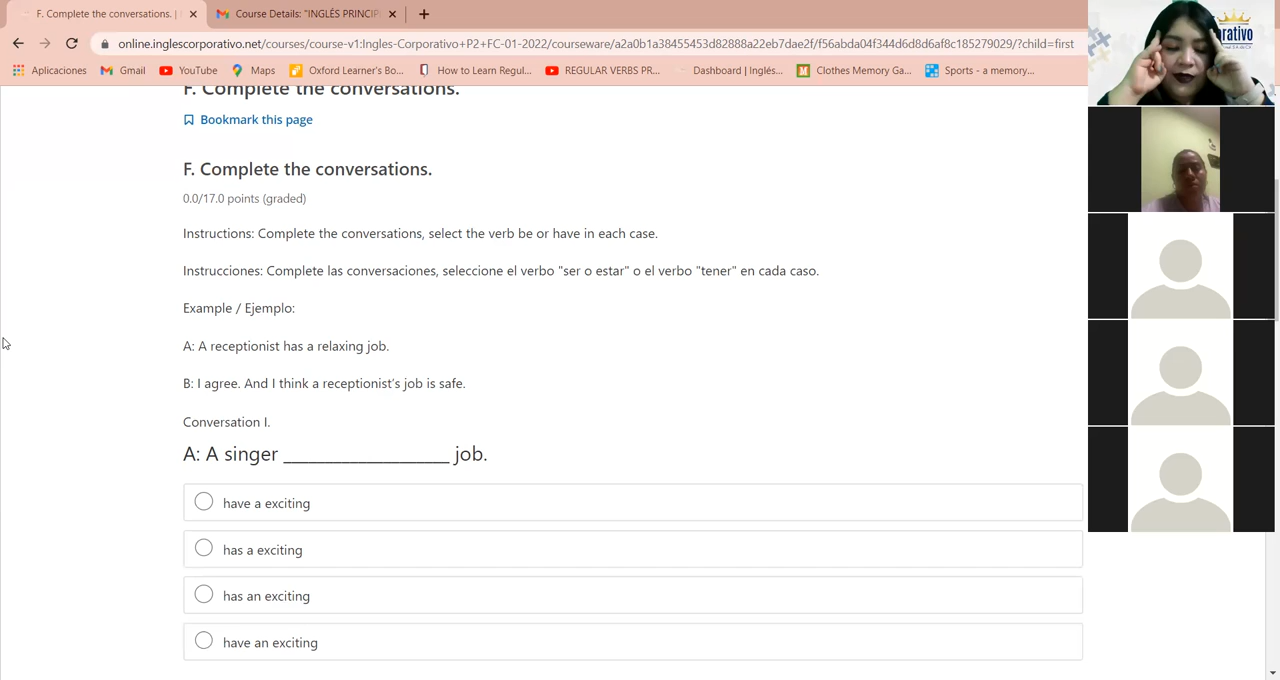 F. Complete the conversations. |
Course Details: "INGLÉS PRINCIP
online.inglescorporativo.net/courses/course-v1:Ingles-Corporativo+P2+FC-01-2022/courseware/a2a0b1a38455453d82888a22eb7dae2f/f56abda04f344d6d8d6af8c185279029/?child=first
Aplicaciones Gmail YouTube Maps Oxford Learner's Bo... How to Learn Regul... REGULAR VERBS PR... Dashboard | Inglés... Clothes Memory Ga... Sports - a memory...
F. Complete the conversations.
Bookmark this page
F. Complete the conversations.
0.0/17.0 points (graded)
Instructions: Complete the conversations, select the verb be or have in each case.
Instrucciones: Complete las conversaciones, seleccione el verbo "ser o estar" o el verbo "tener" en cada caso.
Example / Ejemplo:
A: A receptionist has a relaxing job.
B: I agree. And I think a receptionist's job is safe.
Conversation I.
A: A singer ____________________ job.
have a exciting
has a exciting
has an exciting
have an exciting